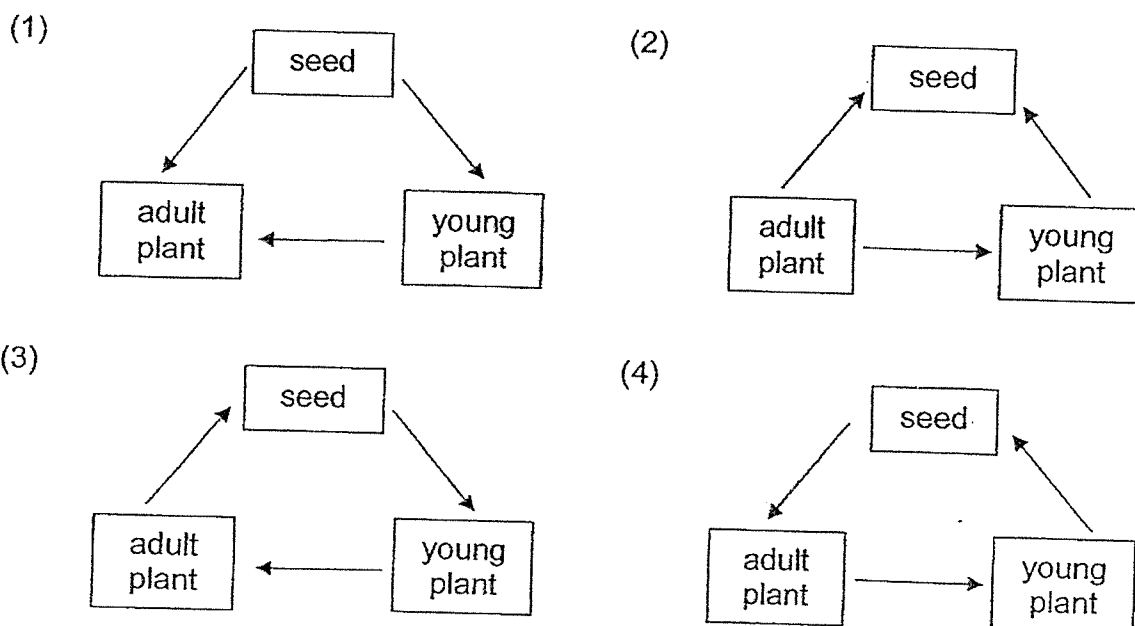 (1)
seed
adult
plant
young
plant
(2)
seed
adult
plant
young
plant
(3)
seed
adult
plant
young
plant
(4)
seed
adult
plant
young
plant